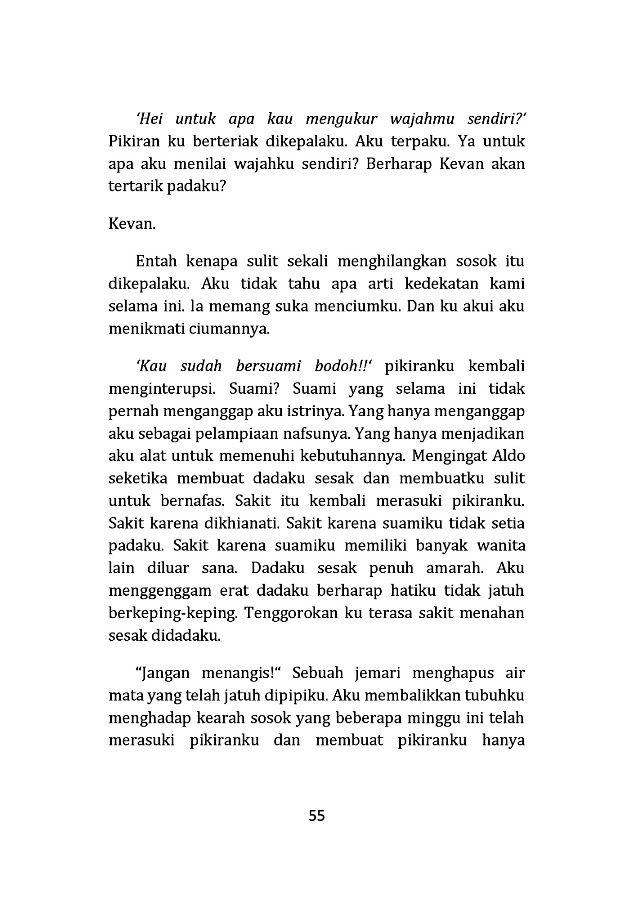 ‘Hei untuk apa kau mengukur wajahmu sendiri?‘
Pikiran ku berteriak dikepalaku. Aku terpaku. Ya untuk
apa aku menilai wajahku sendiri? Berharap Kevan akan
tertarik padaku?
Kevan.
Entah kenapa sulit sekali menghilangkan sosok itu
dikepalaku. Aku tidak tahu apa arti kedekatan kami
selama ini. la memang suka menciumku. Dan ku akui aku
menikmati ciumannya.
‘Kau sudah bersuami bodoh!!‘ pikiranku kembali
menginterupsi. Suami? Suami yang selama ini tidak
pernah menganggap aku istrinya. Yang hanya menganggap
aku sebagai pelampiaan nafsunya. Yang hanya menjadikan
aku alat untuk memenuhi kebutuhannya. Mengingat Aldo
seketika membuat dadaku sesak dan membuatku sulit
untuk bernafas. Sakit itu kembali merasuki pikiranku.
Sakit karena dikhianati. Sakit karena suamiku tidak setia
padaku. Sakit karena suamiku memiliki banyak wanita
lain diluar sana. Dadaku sesak penuh amarah. Aku
menggenggam erat dadaku berharap hatiku tidak jatuh
berkeping-keping. Tenggorokan ku terasa sakit menahan
sesak didadaku.
“Jangan menangis!“ Sebuah jemari menghapus air
mata yang telah jatuh dipipiku. Aku membalikkan tubuhku
menghadap kearah sosok yang beberapa minggu ini telah
merasuki pikiranku dan membuat pikiranku hanya
55